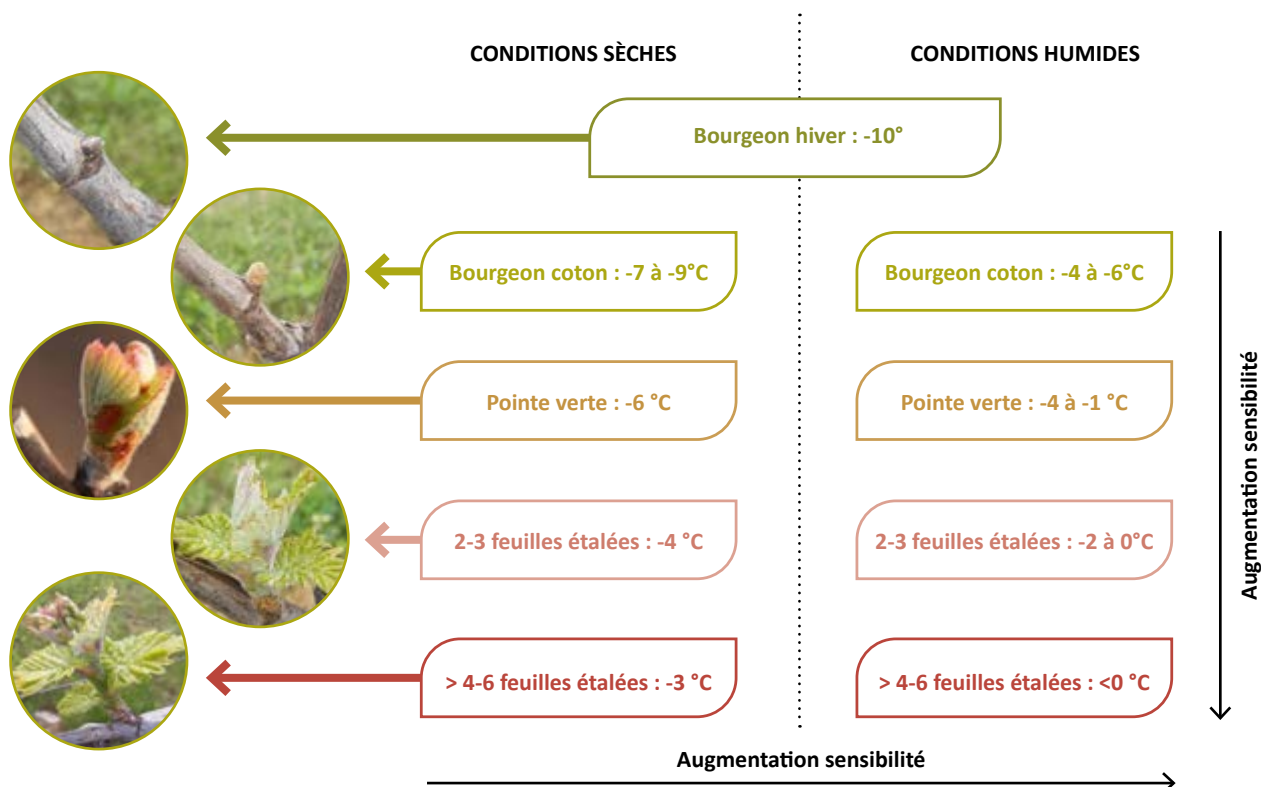 CONDITIONS SÈCHES
CONDITIONS HUMIDES
Bourgeon hiver : -10°
Bourgeon coton : -7 à -9°C
Bourgeon coton : -4 à -6°C
Pointe verte : -6 °C
Pointe verte : -4 à -1 °C
2-3 feuilles étalées : -4 °C
2-3 feuilles étalées : -2 à 0°C
> 4-6 feuilles étalées : -3 °C
> 4-6 feuilles étalées : <0 °C
Augmentation sensibilité
Augmentation sensibilité